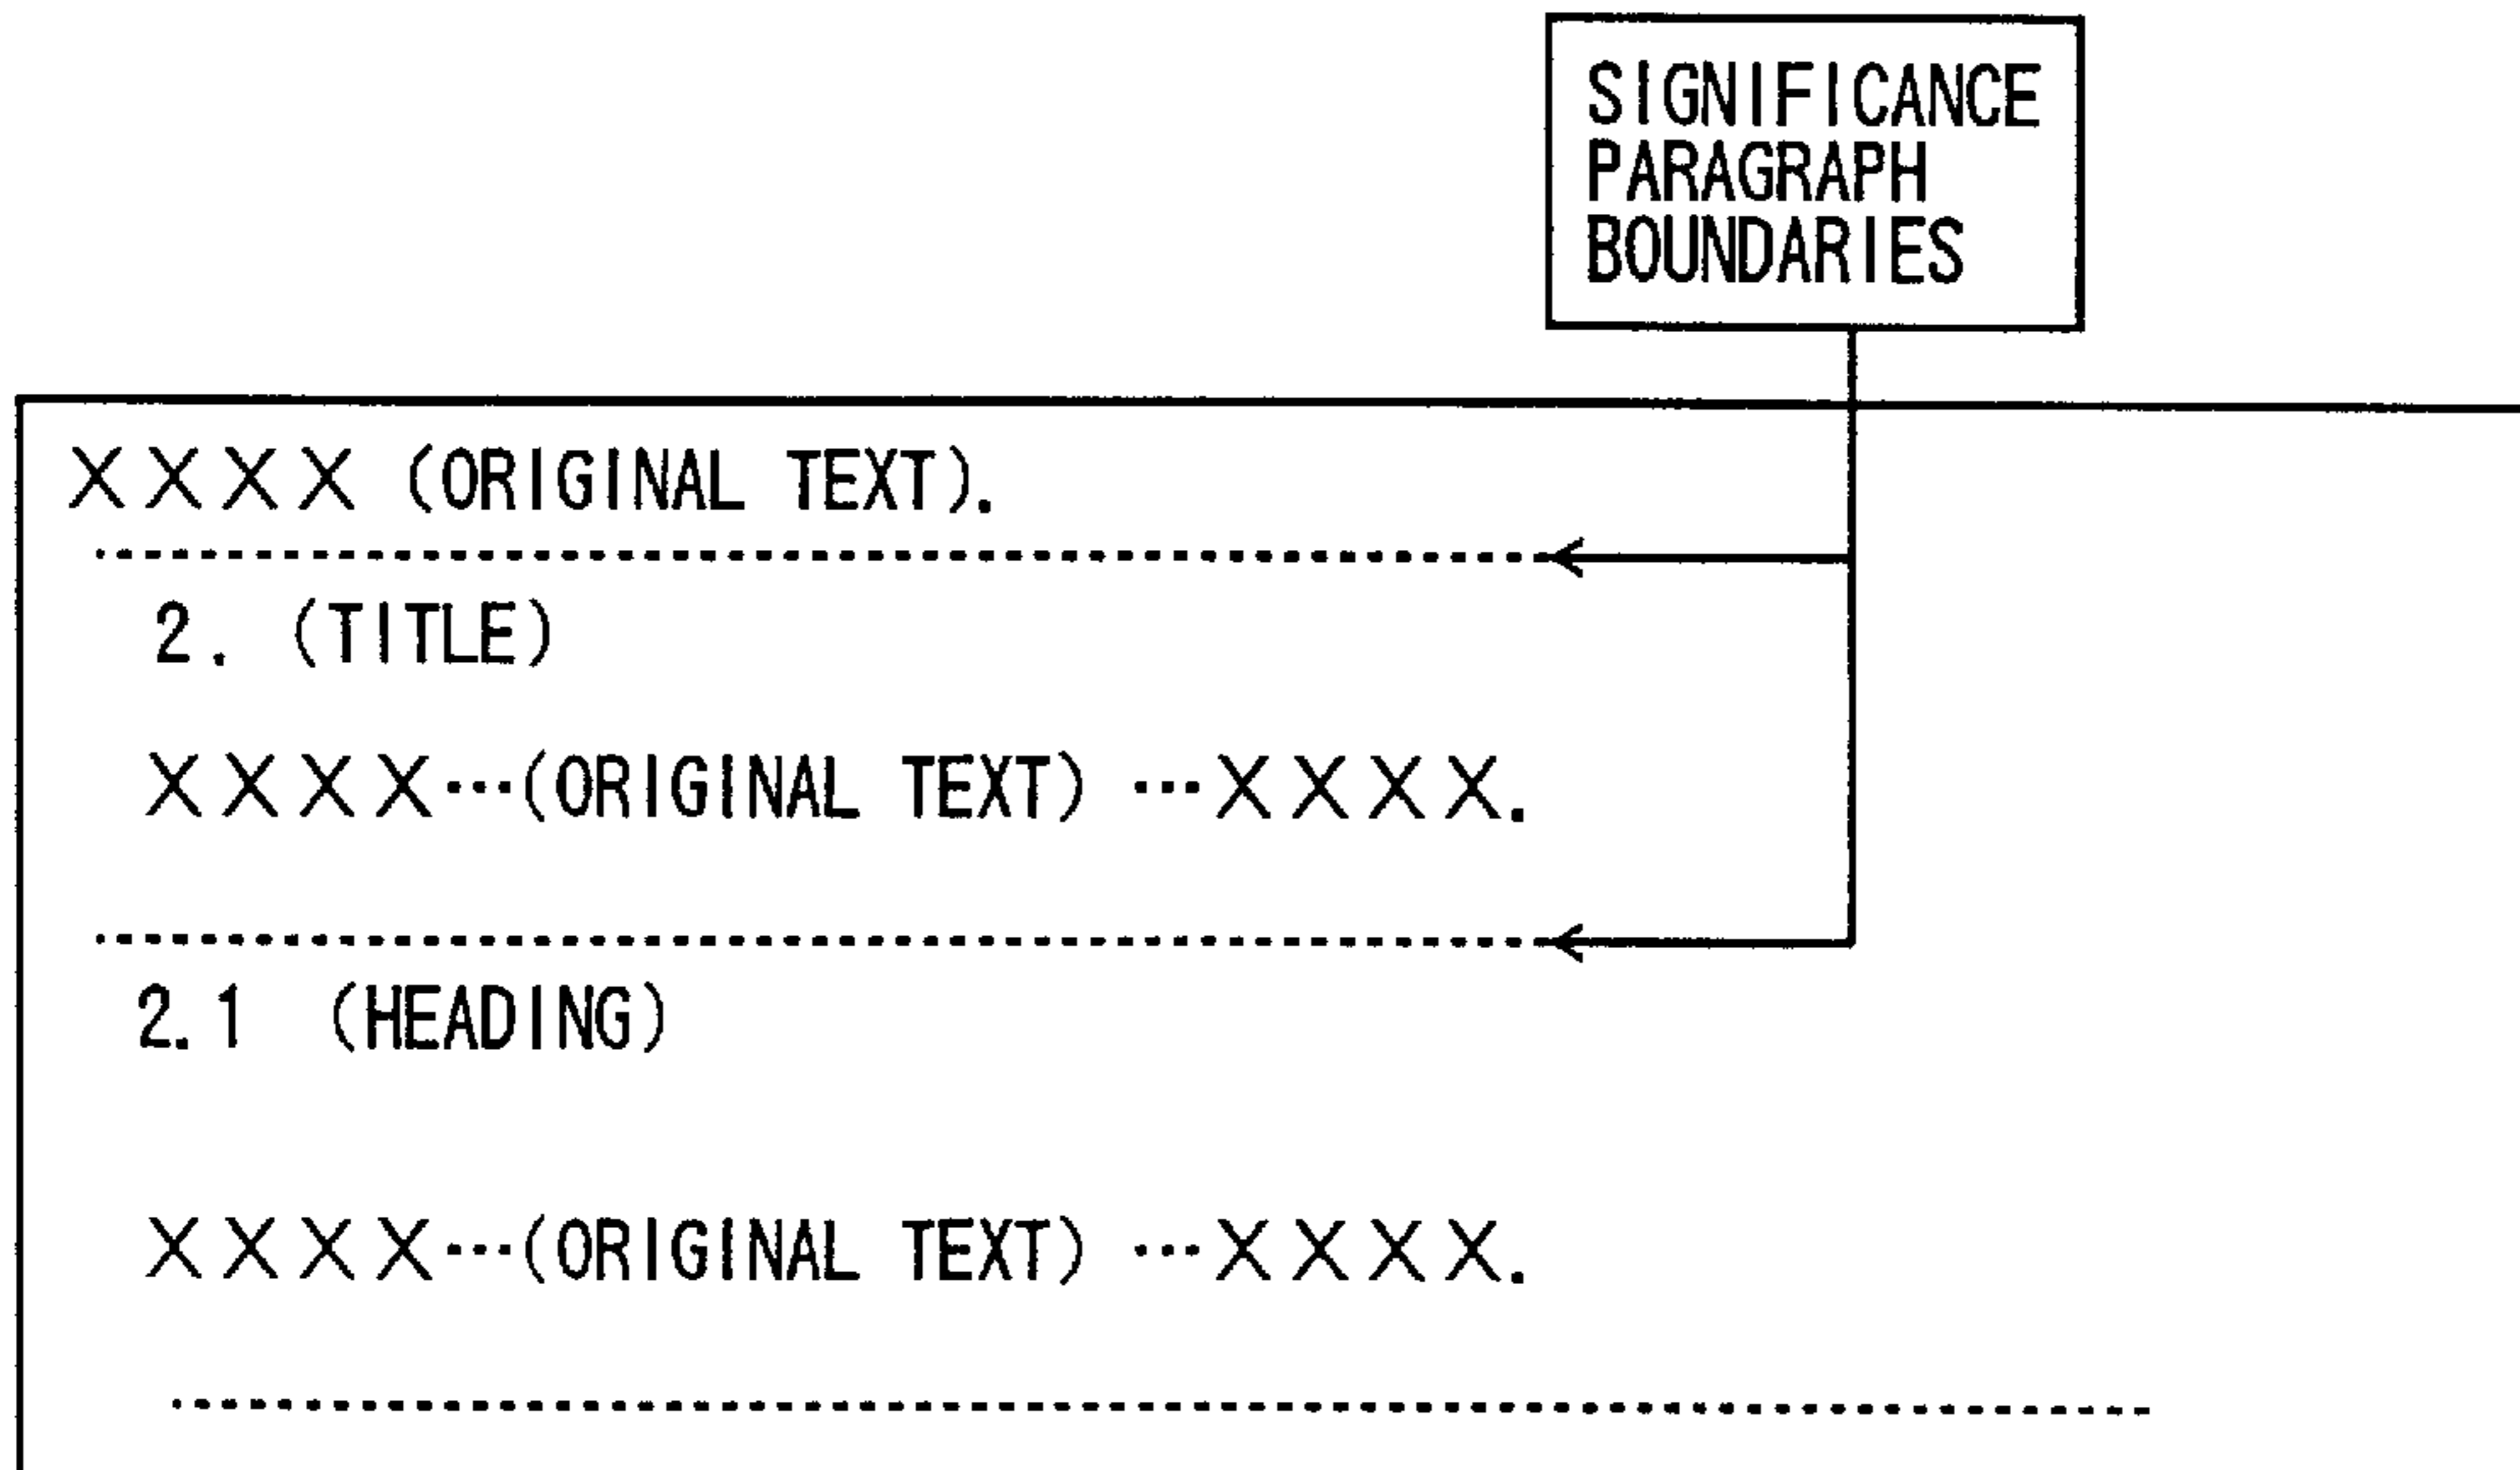 SIGNIFICANCE
PARAGRAPH
BOUNDARIES
XXXX (ORIGINAL TEXT).
2. (TITLE)
XXXX…(ORIGINAL TEXT) …XXXX.
2.1 (HEADING)
XXXX…(ORIGINAL TEXT) …XXXX.